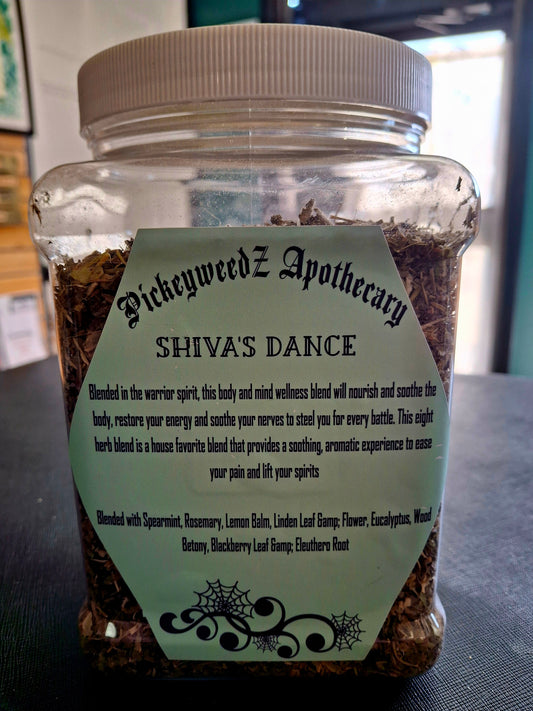 PickeyweedZ Apothecary
SHIVA'S DANCE
Blended in the warrior spirit, this body and mind wellness blend will nourish and soothe the
body, restore your energy and soothe your nerves to steel you for every battle. This eight
herb blend is a house favorite blend that provides a soothing, aromatic experience to ease
your pain and lift your spirits
Blended with Spearmint, Rosemary, Lemon Balm, Linden Leaf &amp; Flower, Eucalyptus, Wood
Betony, Blackberry Leaf &amp; Eleuthero Root